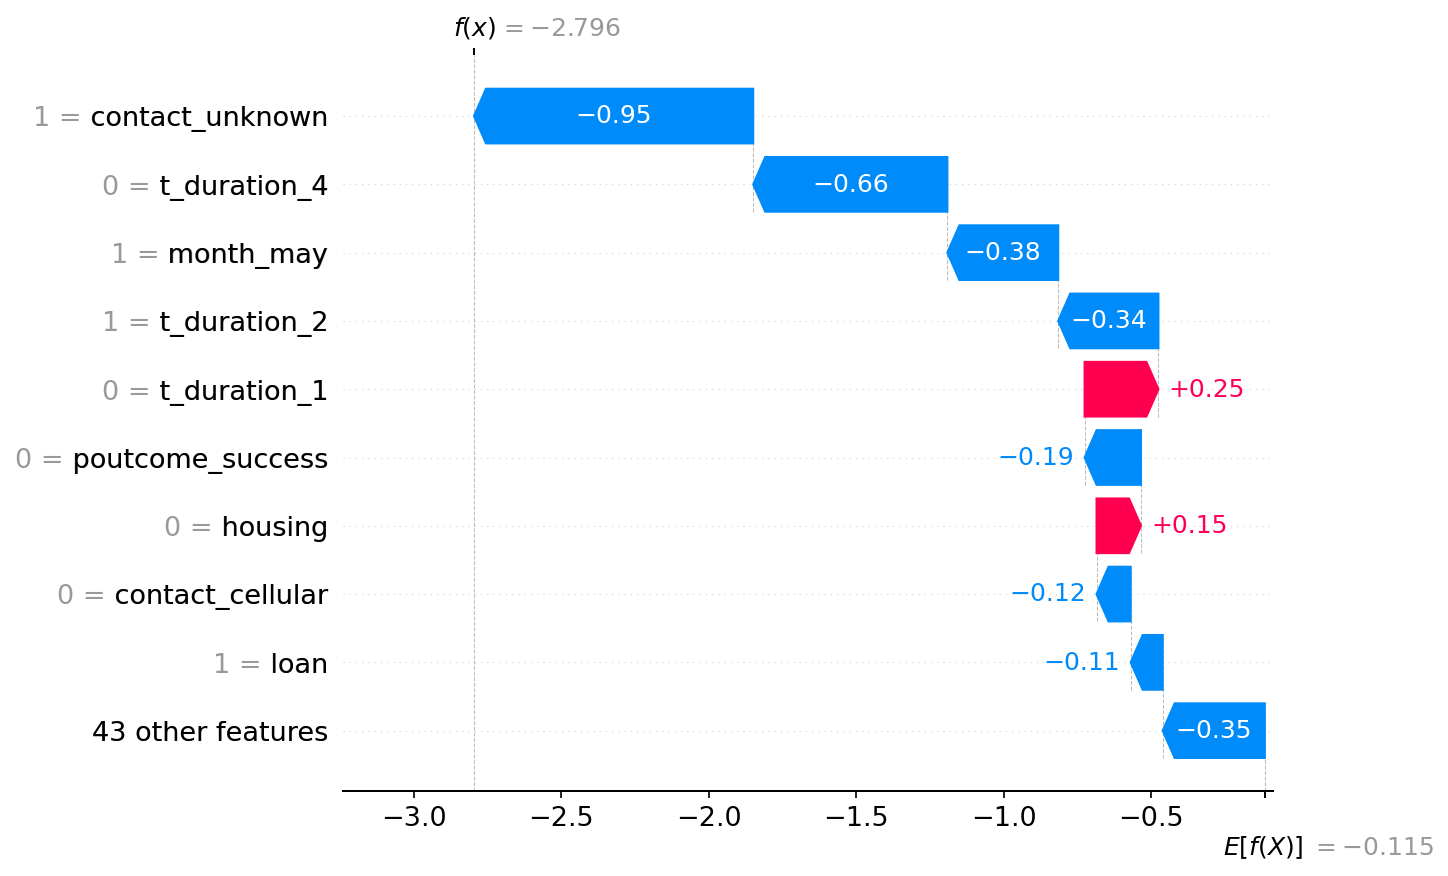 f(x) = −2.796
1 = contact_unknown −0.95
0 = t_duration_4 −0.66
1 = month_may −0.38
1 = t_duration_2 −0.34
0 = t_duration_1 +0.25
0 = poutcome_success −0.19
0 = housing +0.15
0 = contact_cellular −0.12
1 = loan −0.11
43 other features −0.35
−3.0 −2.5 −2.0 −1.5 −1.0 −0.5
E[f(X)] = −0.115